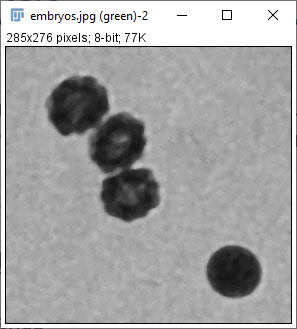 embryos.jpg (green)-2
285x276 pixels; 8-bit; 77K